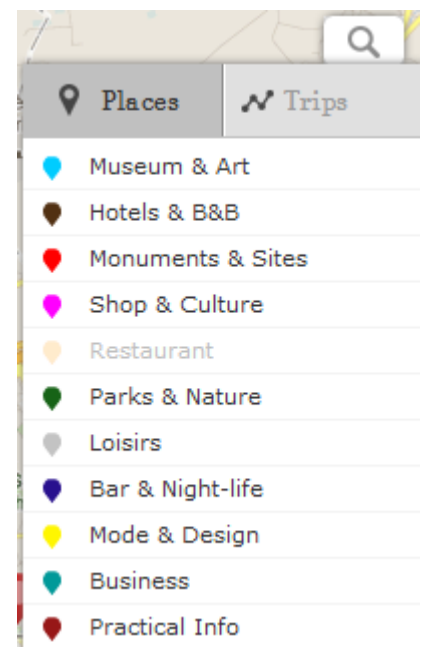 Places Trips
Museum & Art
Hotels & B&B
Monuments & Sites
Shop & Culture
Restaurant
Parks & Nature
Loisirs
Bar & Night-life
Mode & Design
Business
Practical Info